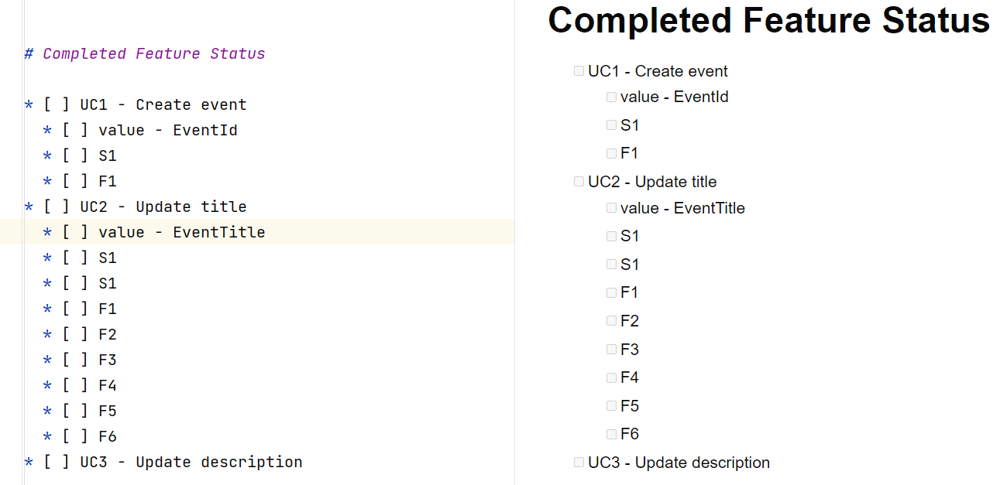 # Completed Feature Status
* [ ] UC1 - Create event
  * [ ] value - EventId
  * [ ] S1
  * [ ] F1
* [ ] UC2 - Update title
  * [ ] value - EventTitle
  * [ ] S1
  * [ ] S1
  * [ ] F1
  * [ ] F2
  * [ ] F3
  * [ ] F4
  * [ ] F5
  * [ ] F6
* [ ] UC3 - Update description
Completed Feature Status
UC1 - Create event
value - EventId
S1
F1
UC2 - Update title
value - EventTitle
S1
S1
F1
F2
F3
F4
F5
F6
UC3 - Update description